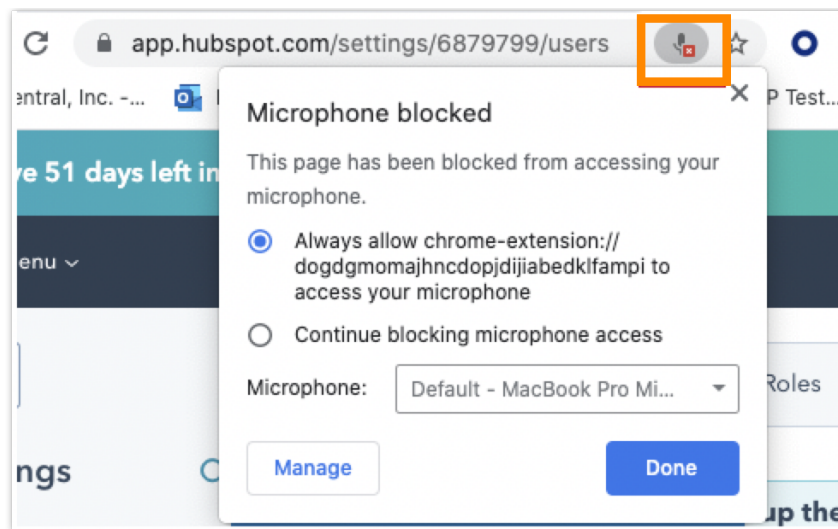 app.hubspot.com/settings/6879799/users
entral, Inc. -...
P Test...
Microphone blocked
This page has been blocked from accessing your
microphone.
ve 51 days left in
Always allow chrome-extension://
dogdgmomajhncdopjdijiabedklfampi to
access your microphone
enu
Continue blocking microphone access
Microphone:
Default - MacBook Pro Mi...
Roles
Manage
Done
ngs
up the